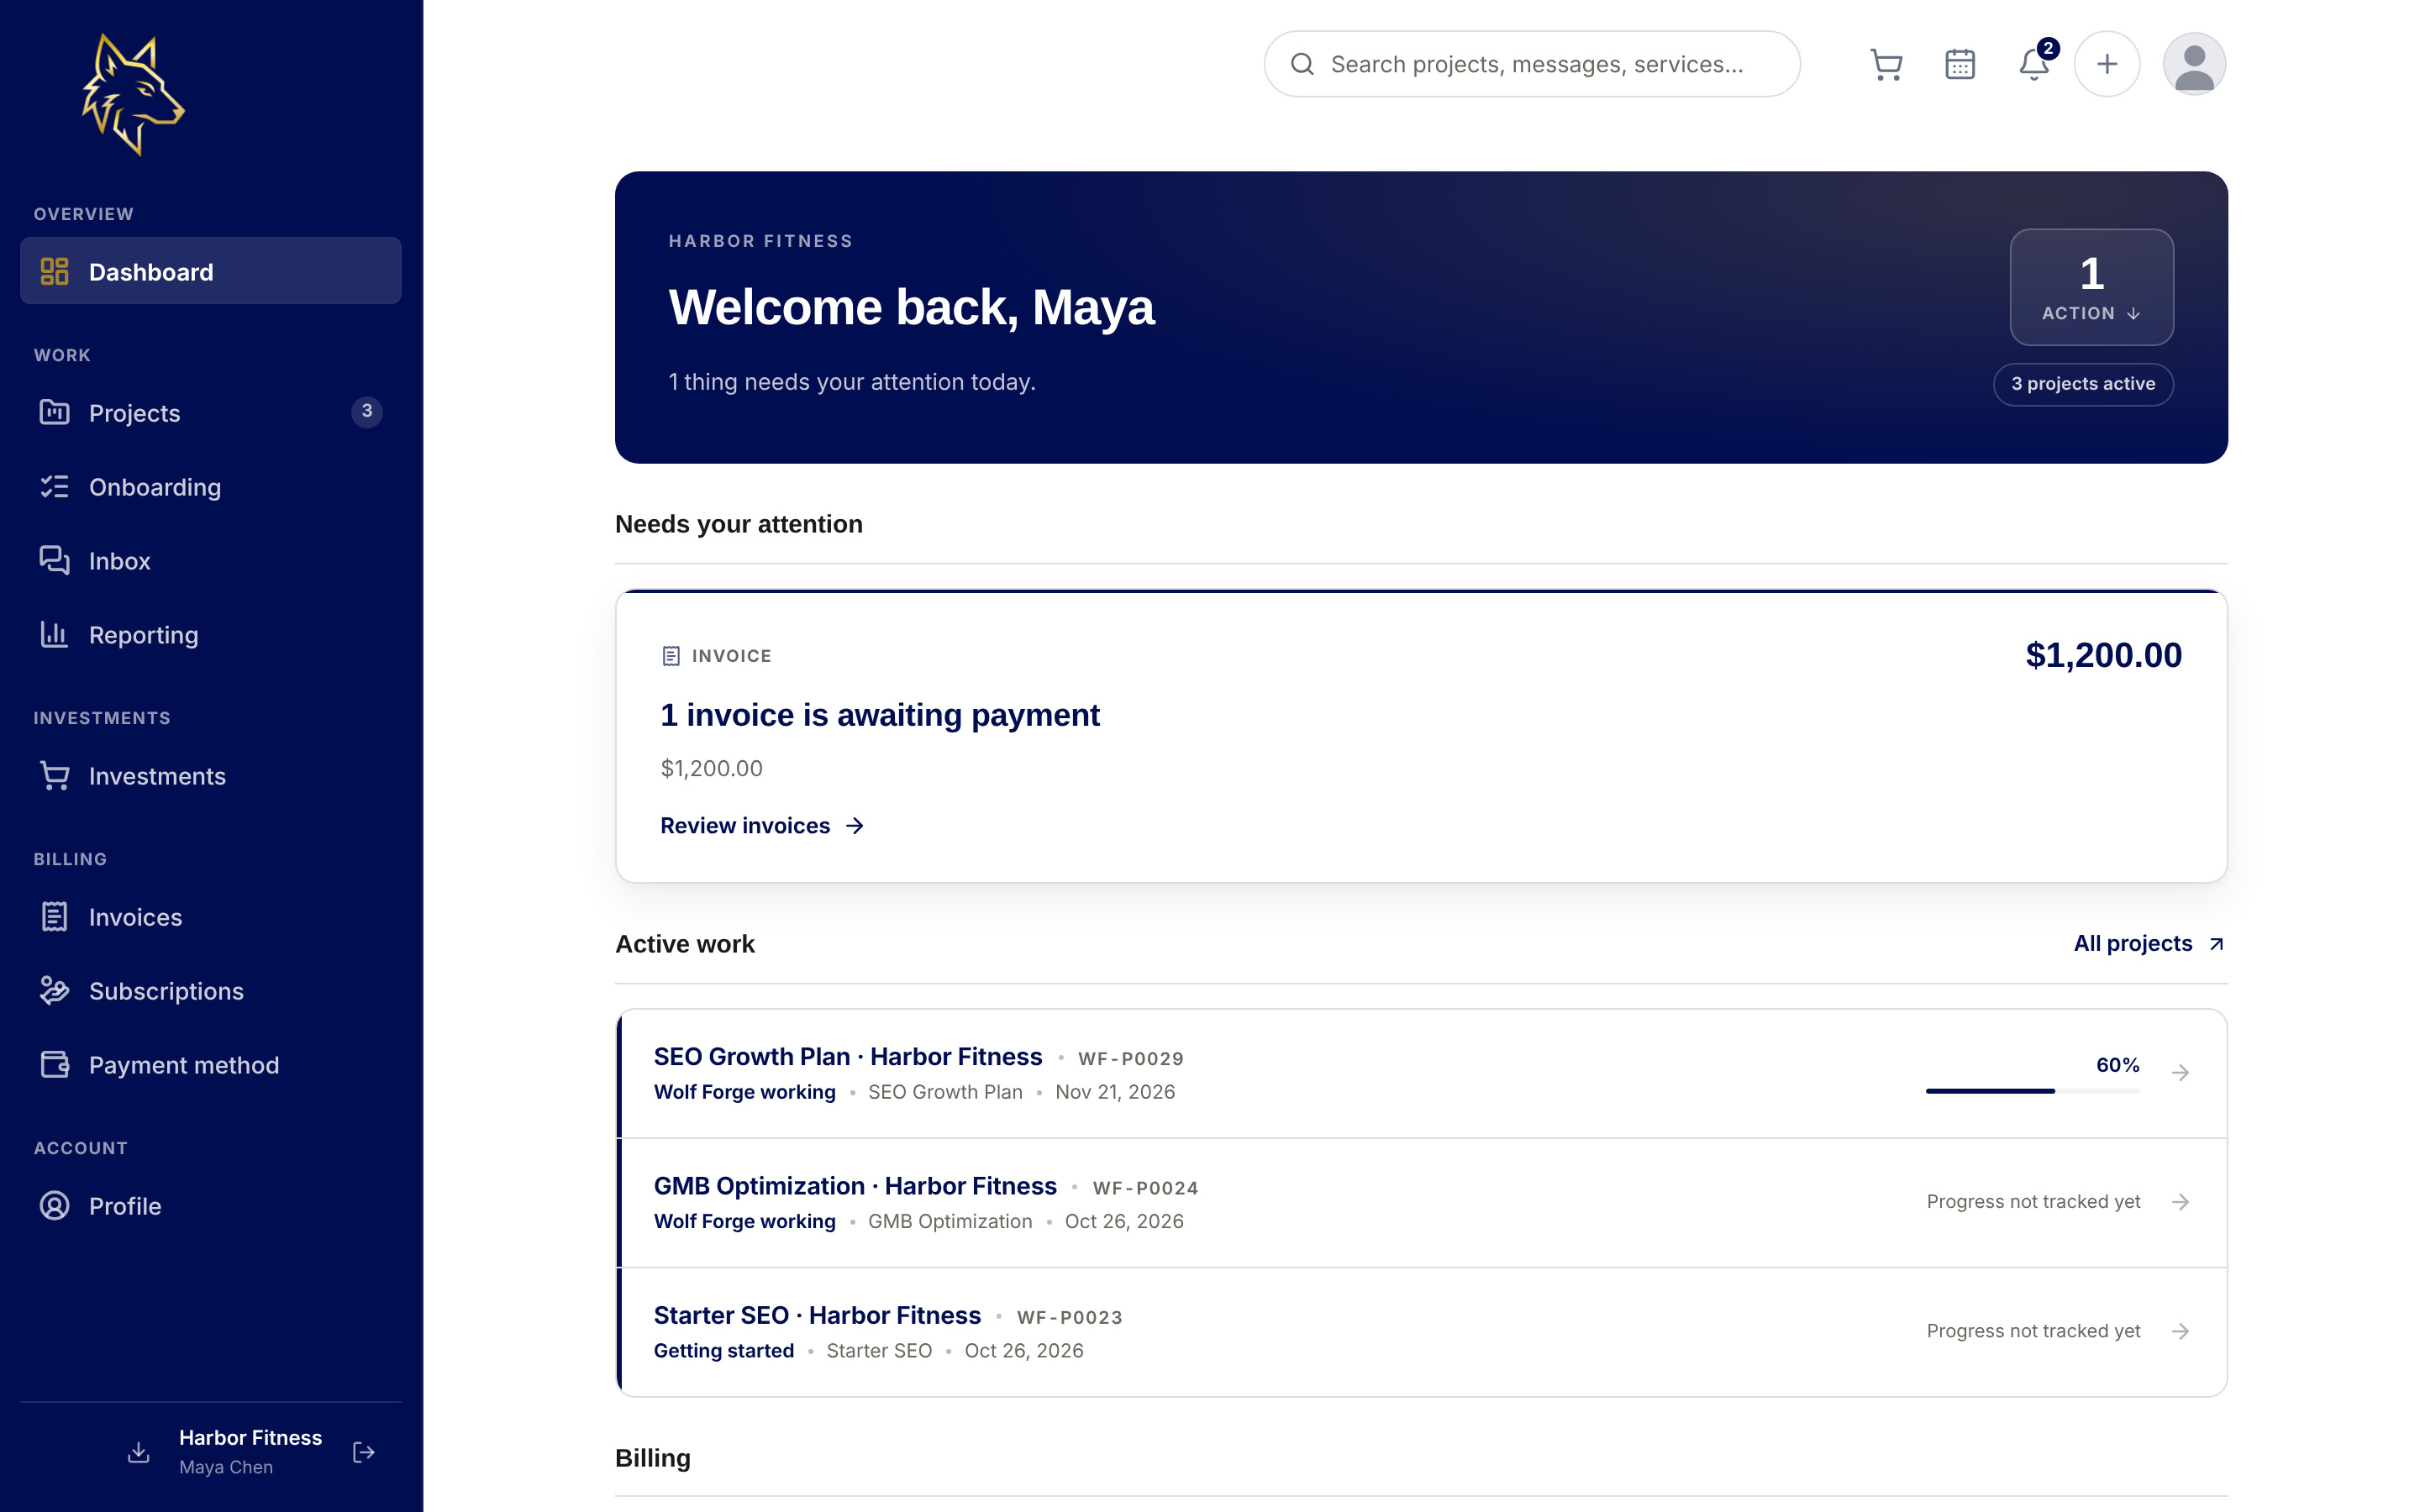 OVERVIEW
Dashboard
WORK
Projects 3
Onboarding
Inbox
Reporting
INVESTMENTS
Investments
BILLING
Invoices
Subscriptions
Payment method
ACCOUNT
Profile
Harbor Fitness
Maya Chen
Search projects, messages, services...
2
HARBOR FITNESS
Welcome back, Maya
1 thing needs your attention today.
1
ACTION ↓
3 projects active
Needs your attention
INVOICE
$1,200.00
1 invoice is awaiting payment
$1,200.00
Review invoices →
Active work
All projects ↗
SEO Growth Plan · Harbor Fitness • WF-P0029
Wolf Forge working • SEO Growth Plan • Nov 21, 2026
60%
GMB Optimization · Harbor Fitness • WF-P0024
Wolf Forge working • GMB Optimization • Oct 26, 2026
Progress not tracked yet
Starter SEO · Harbor Fitness • WF-P0023
Getting started • Starter SEO • Oct 26, 2026
Progress not tracked yet
Billing